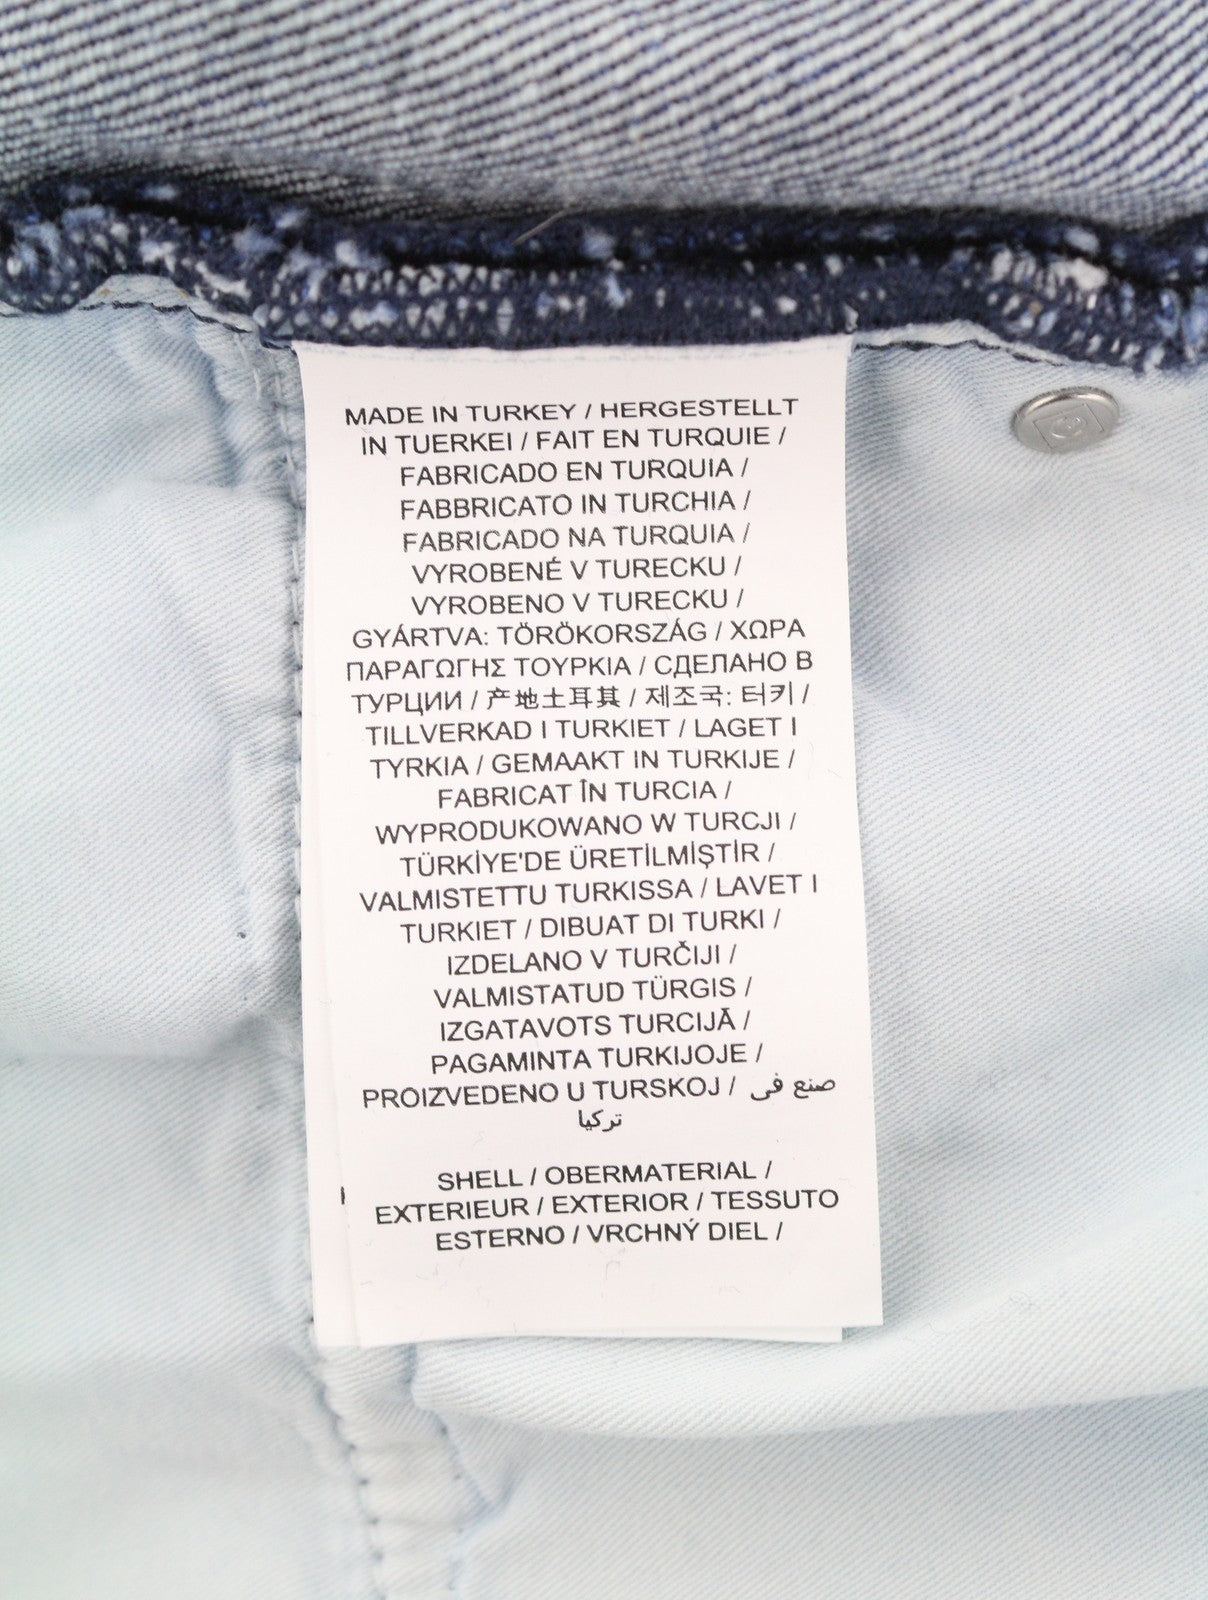 MADE IN TURKEY / HERGESTELLT
IN TUERKEI / FAIT EN TURQUIE /
FABRICADO EN TURQUIA /
FABBRICATO IN TURCHIA /
FABRICADO NA TURQUIA /
VYROBENÉ V TURECKU /
VYROBENO V TURECKU /
GYÁRTVA: TÖRÖKORSZÁG / ΧΩΡΑ
ΠΑΡΑΓΩΓΗΣ ΤΟΥΡΚΙΑ / СДЕЛАНО В
ТУРЦИИ / 产地土耳其 / 제조국: 터키 /
TILLVERKAD I TURKIET / LAGET I
TYRKIA / GEMAAKT IN TURKIJE /
FABRICAT ÎN TURCIA /
WYPRODUKOWANO W TURCJI /
TÜRKİYE'DE ÜRETİLMİŞTİR /
VALMISTETTU TURKISSA / LAVET I
TURKIET / DIBUAT DI TURKI /
IZDELANO V TURČIJI /
VALMISTATUD TÜRGIS /
IZGATAVOTS TURCIJĀ /
PAGAMINTA TURKIJOJE /
PROIZVEDENO U TURSKOJ / صنع في
تركيا
SHELL / OBERMATERIAL /
EXTERIEUR / EXTERIOR / TESSUTO
ESTERNO / VRCHNÝ DIEL /